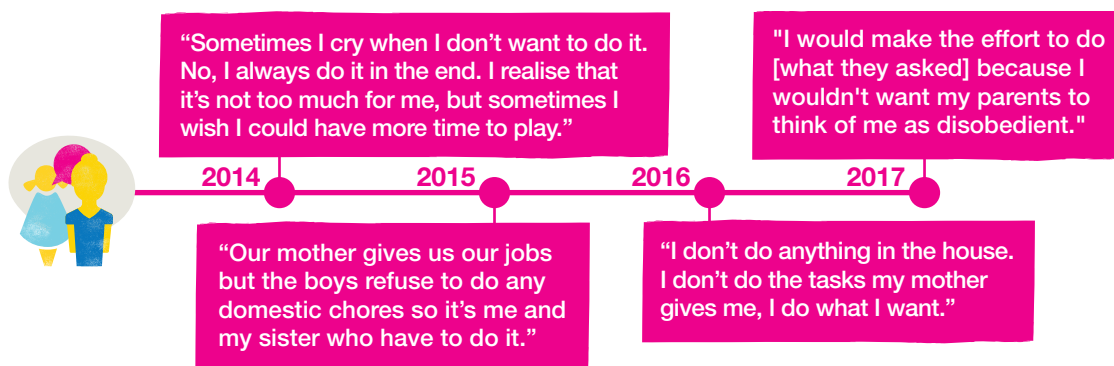 “Sometimes I cry when I don’t want to do it.
No, I always do it in the end. I realise that
it’s not too much for me, but sometimes I
wish I could have more time to play.”
"I would make the effort to do
[what they asked] because I
wouldn't want my parents to
think of me as disobedient."
2014
2015
2016
2017
“Our mother gives us our jobs
but the boys refuse to do any
domestic chores so it’s me and
my sister who have to do it.”
“I don’t do anything in the house.
I don’t do the tasks my mother
gives me, I do what I want.”